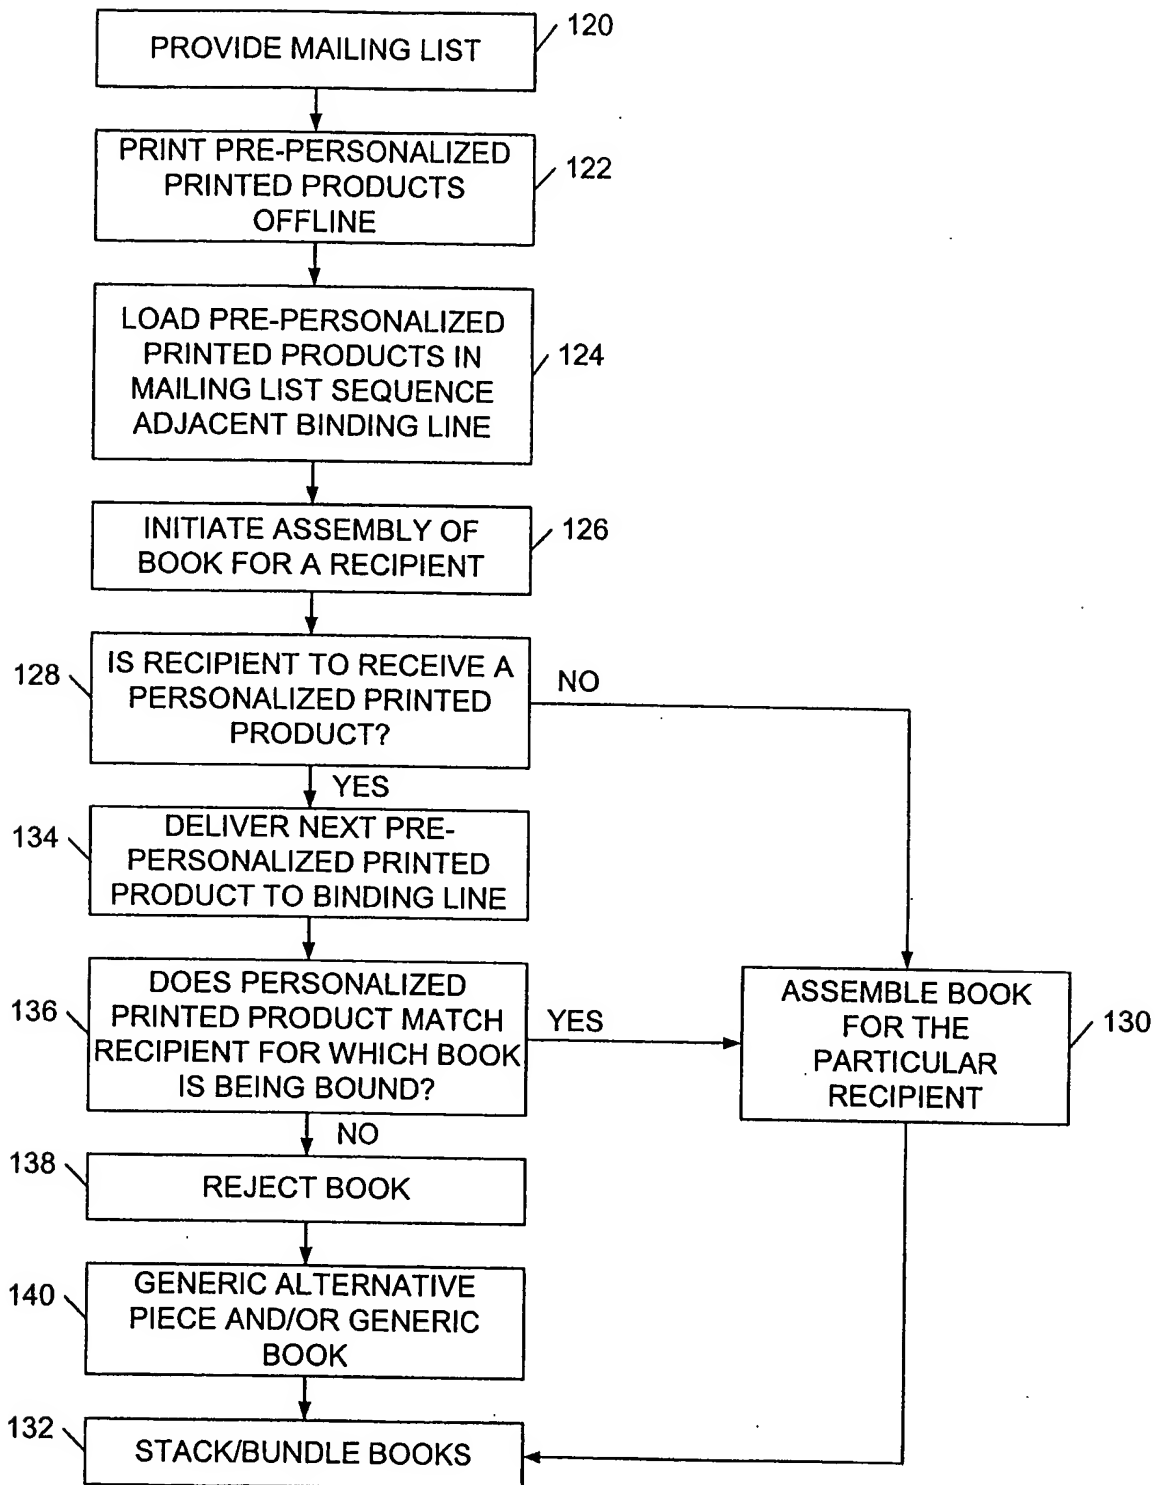 PROVIDE MAILING LIST
120
PRINT PRE-PERSONALIZED
PRINTED PRODUCTS
OFFLINE
122
LOAD PRE-PERSONALIZED
PRINTED PRODUCTS IN
MAILING LIST SEQUENCE
ADJACENT BINDING LINE
124
INITIATE ASSEMBLY OF
BOOK FOR A RECIPIENT
126
128
IS RECIPIENT TO RECEIVE A
PERSONALIZED PRINTED
PRODUCT?
NO
YES
134
DELIVER NEXT PRE-
PERSONALIZED PRINTED
PRODUCT TO BINDING LINE
136
DOES PERSONALIZED
PRINTED PRODUCT MATCH
RECIPIENT FOR WHICH BOOK
IS BEING BOUND?
YES
ASSEMBLE BOOK
FOR THE
PARTICULAR
RECIPIENT
130
NO
138
REJECT BOOK
140
GENERIC ALTERNATIVE
PIECE AND/OR GENERIC
BOOK
132
STACK/BUNDLE BOOKS